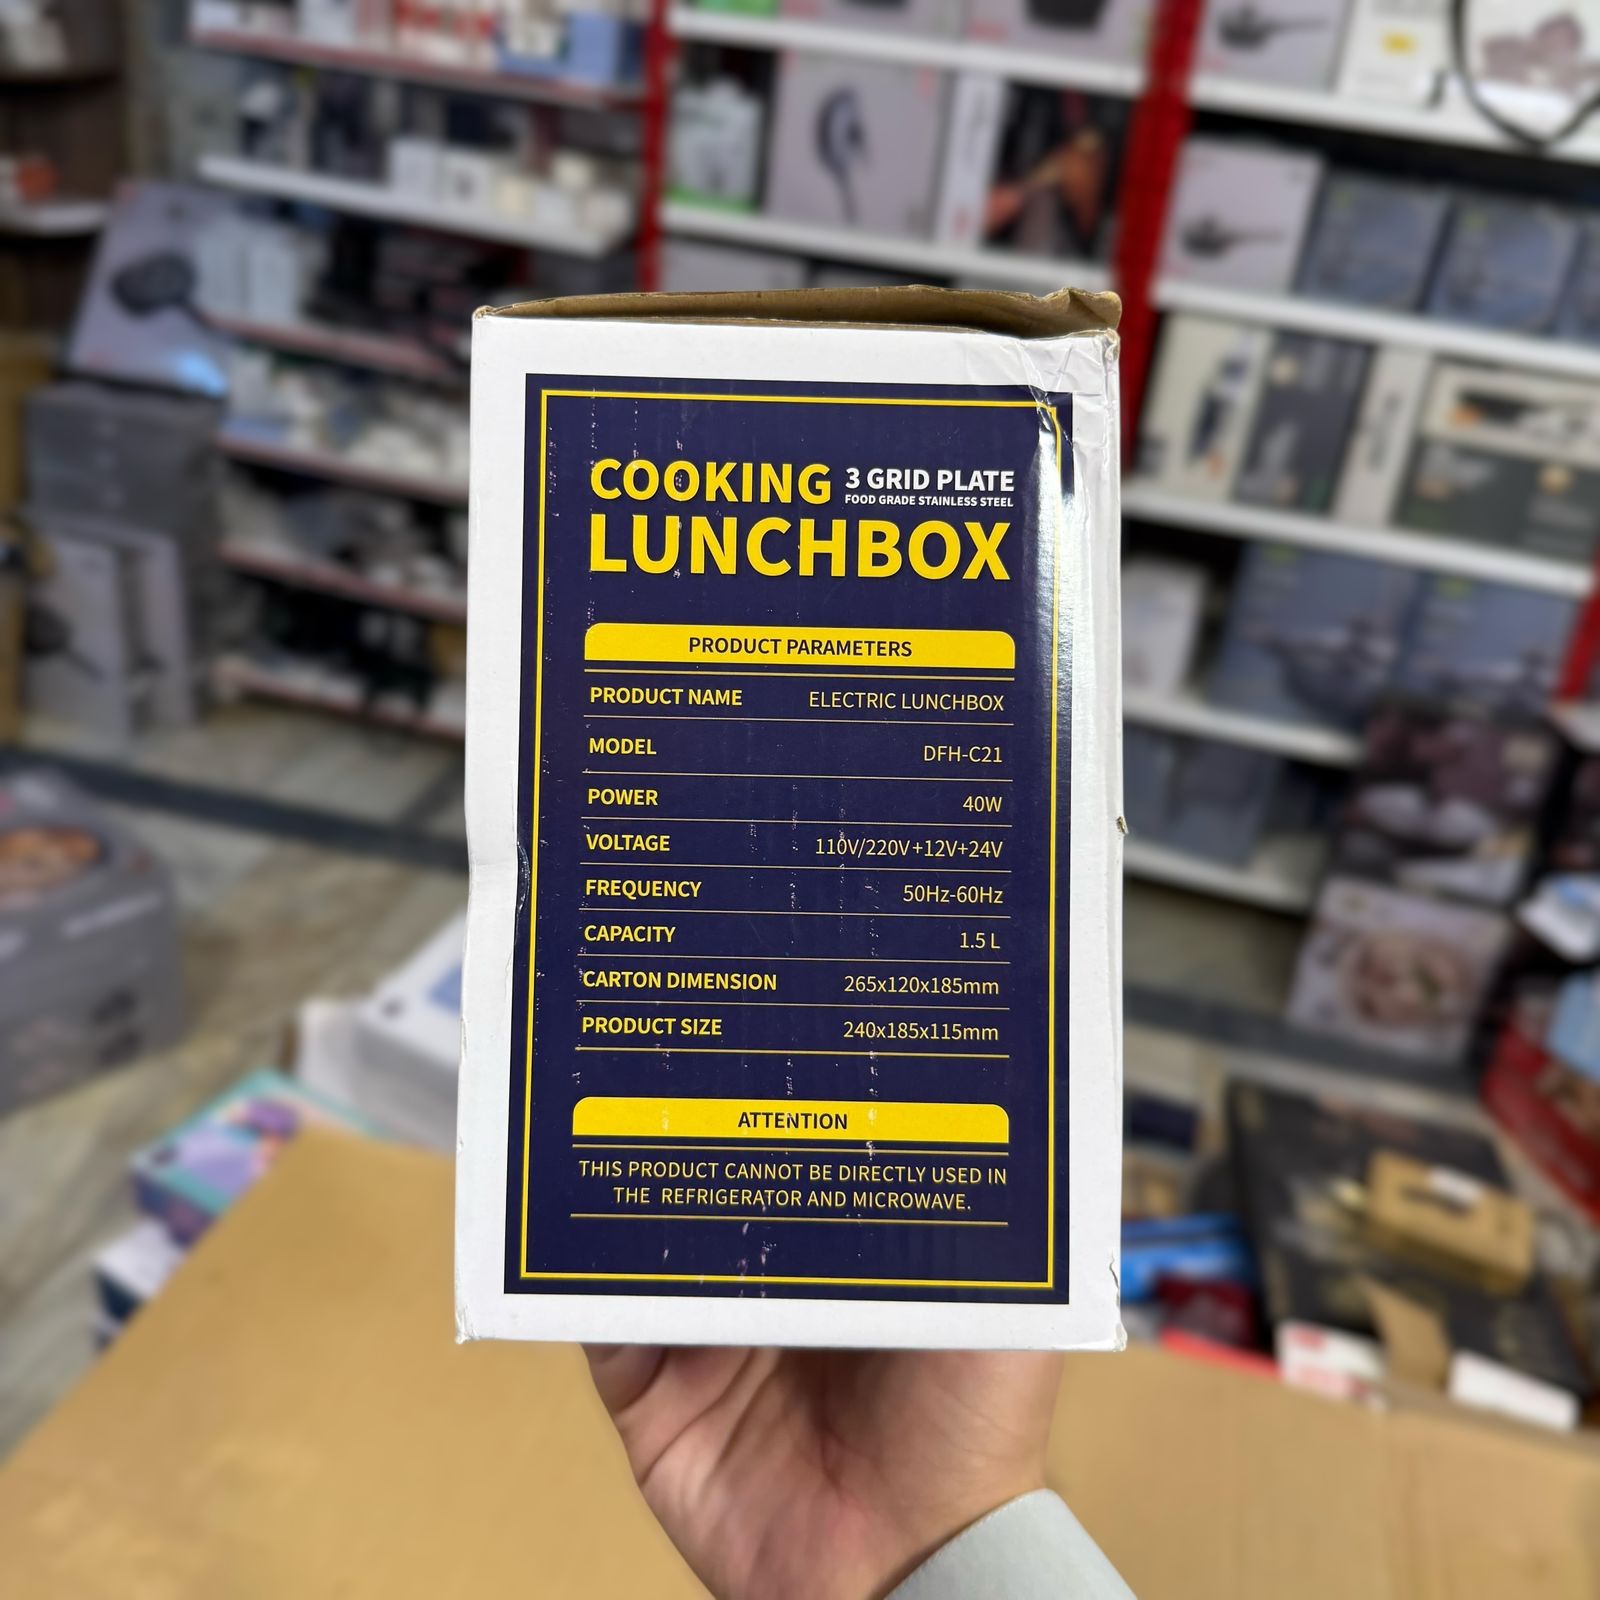 COOKING 3 GRID PLATE
FOOD GRADE STAINLESS STEEL
LUNCHBOX
PRODUCT PARAMETERS
PRODUCT NAME ELECTRIC LUNCHBOX
MODEL DFH-C21
POWER 40W
VOLTAGE 110V/220V+12V+24V
FREQUENCY 50Hz-60Hz
CAPACITY 1.5 L
CARTON DIMENSION 265x120x185mm
PRODUCT SIZE 240x185x115mm
ATTENTION
THIS PRODUCT CANNOT BE DIRECTLY USED IN
THE REFRIGERATOR AND MICROWAVE.